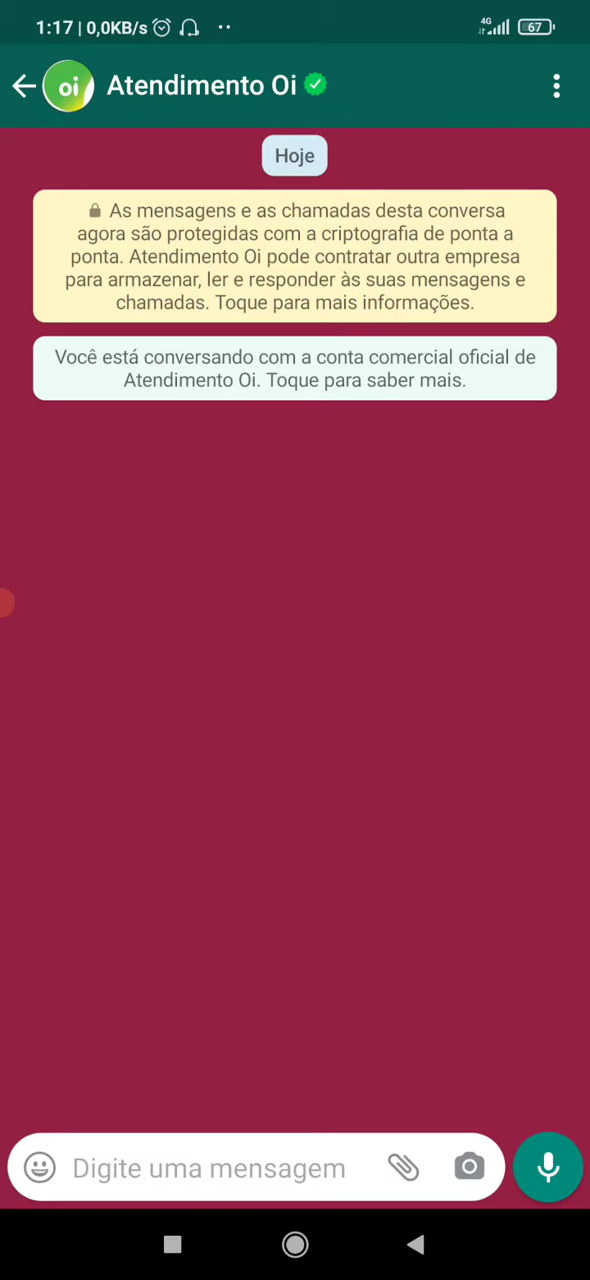 1:17 | 0,0KB/s
4G
67
oi
Atendimento Oi
Hoje
As mensagens e as chamadas desta conversa
agora são protegidas com a criptografia de ponta a
ponta. Atendimento Oi pode contratar outra empresa
para armazenar, ler e responder às suas mensagens e
chamadas. Toque para mais informações.
Você está conversando com a conta comercial oficial de
Atendimento Oi. Toque para saber mais.
Digite uma mensagem